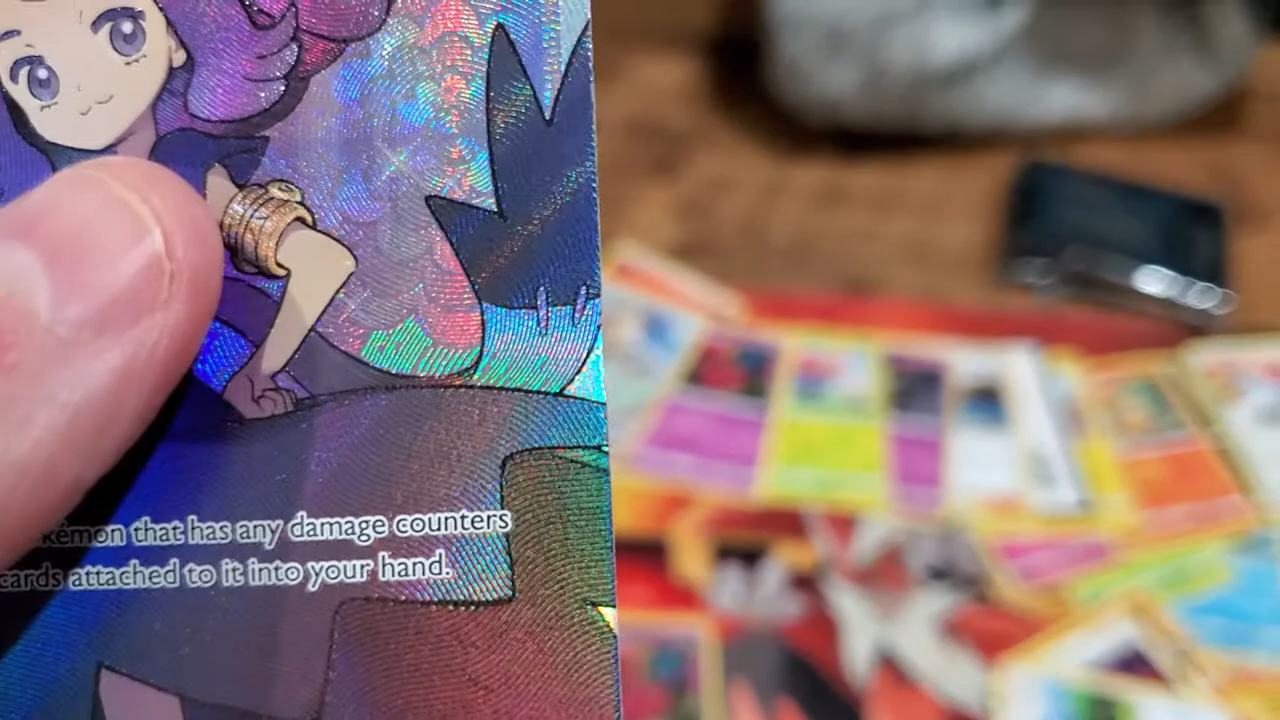 kémon that has any damage counters
cards attached to it into your hand.